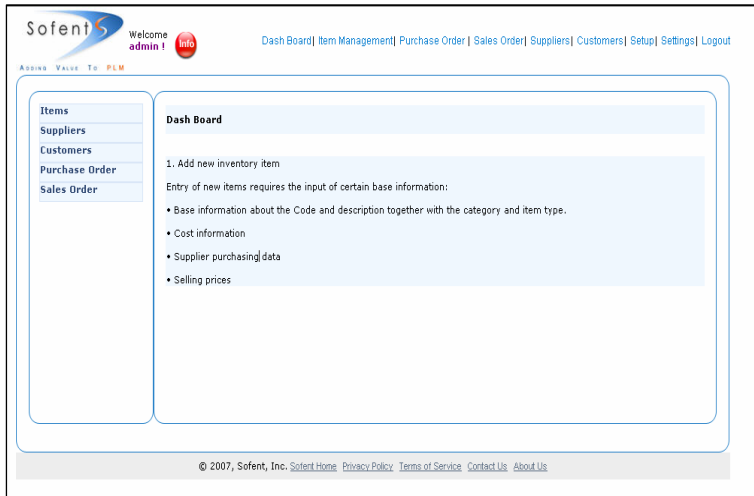 Sofent
ADDING VALUE TO PLM
Welcome
admin !
Info
Dash Board| Item Management| Purchase Order | Sales Order| Suppliers| Customers| Setup| Settings| Logout
Items
Suppliers
Customers
Purchase Order
Sales Order
Dash Board
1. Add new inventory item
Entry of new items requires the input of certain base information:
• Base information about the Code and description together with the category and item type.
• Cost information
• Supplier purchasing data
• Selling prices
© 2007, Sofent, Inc. Sofent Home Privacy Policy Terms of Service Contact Us About Us